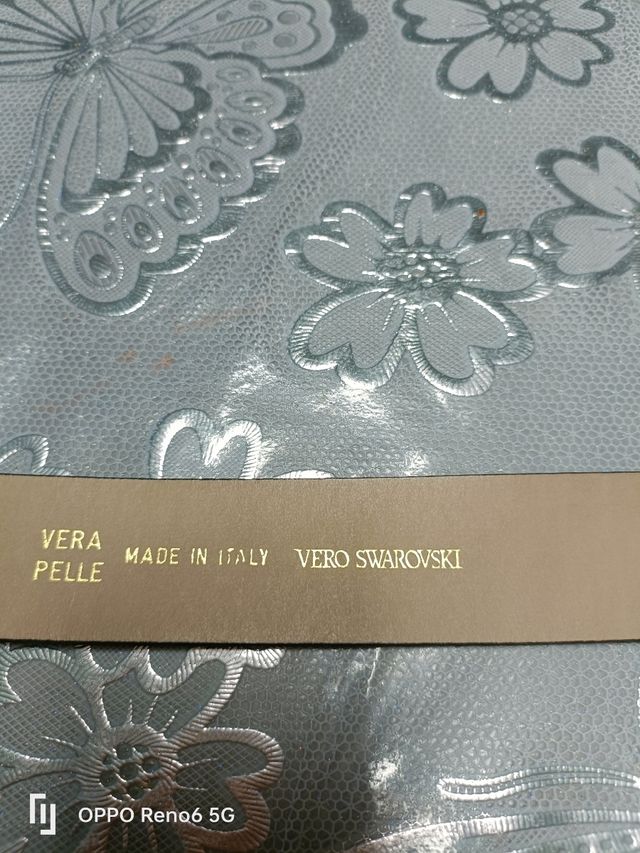 VERA
PELLE
MADE IN ITALY
VERO SWAROVSKI
OPPO Reno6 5G